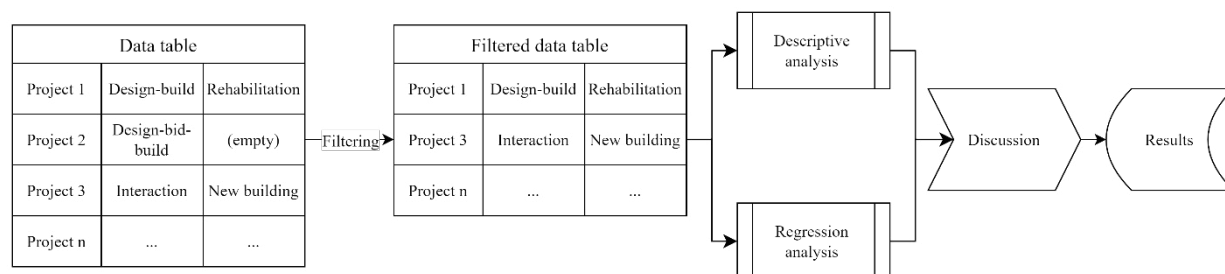 Data table
Project 1 Design-build Rehabilitation
Project 2 Design-bid-
build (empty)
Project 3 Interaction New building
Project n ... ...
Filtering
Filtered data table
Project 1 Design-build Rehabilitation
Project 3 Interaction New building
Project n ... ...
Descriptive
analysis
Regression
analysis
Discussion
Results